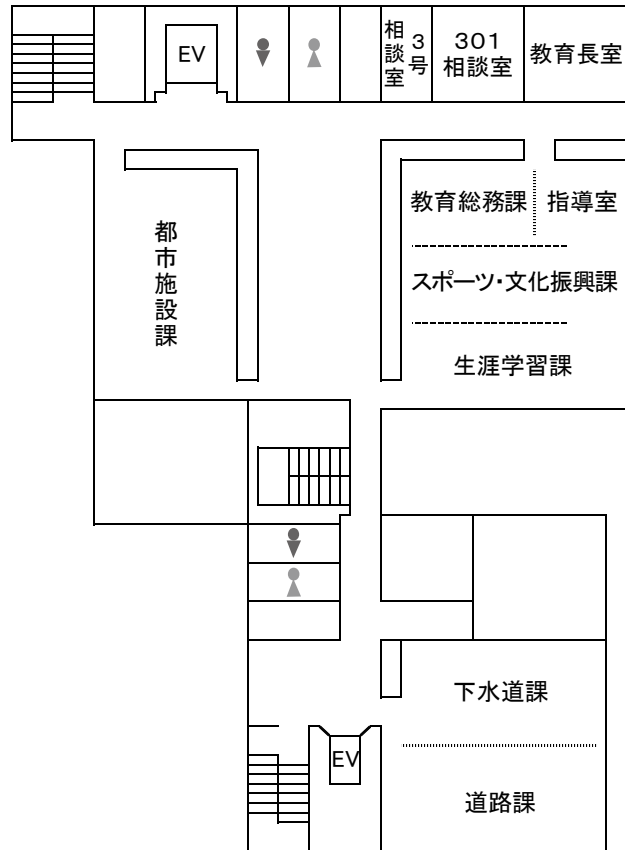 EV
3号
相談室
301
相談室
教育長室
教育総務課
指導室
都市施設課
スポーツ・文化振興課
生涯学習課
下水道課
EV
道路課